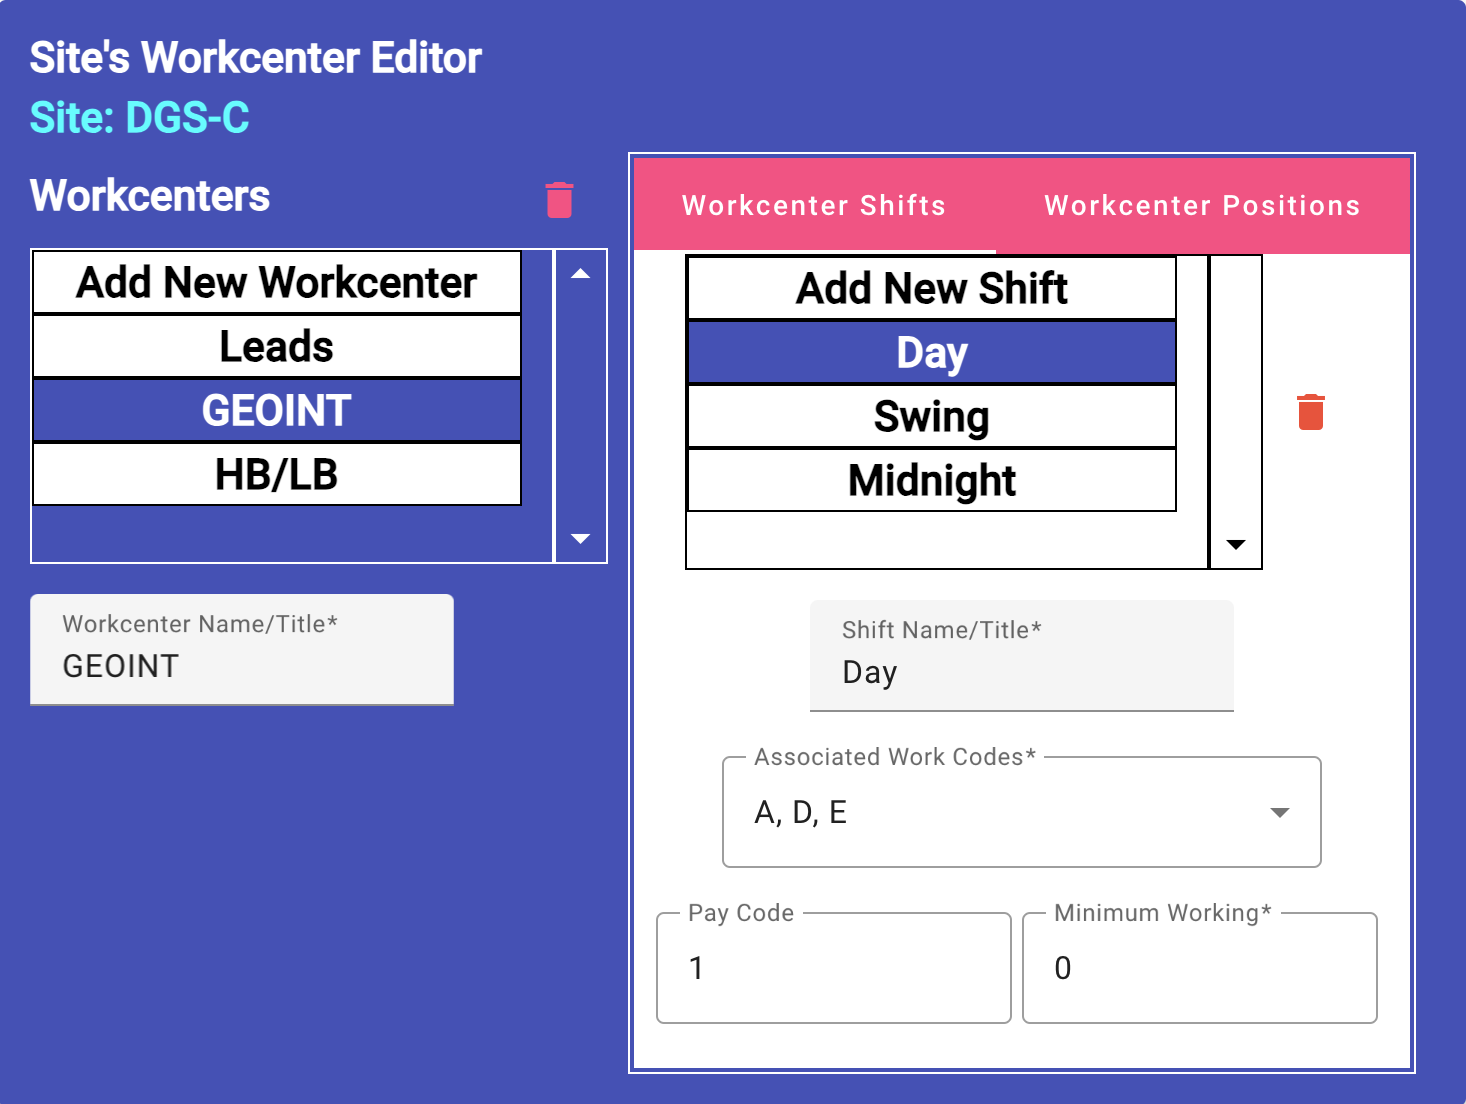 Site's Workcenter Editor
Site: DGS-C
Workcenters
Add New Workcenter
Leads
GEOINT
HB/LB
Workcenter Name/Title*
GEOINT
Workcenter Shifts
Workcenter Positions
Add New Shift
Day
Swing
Midnight
Shift Name/Title*
Day
Associated Work Codes*
A, D, E
Pay Code
1
Minimum Working*
0